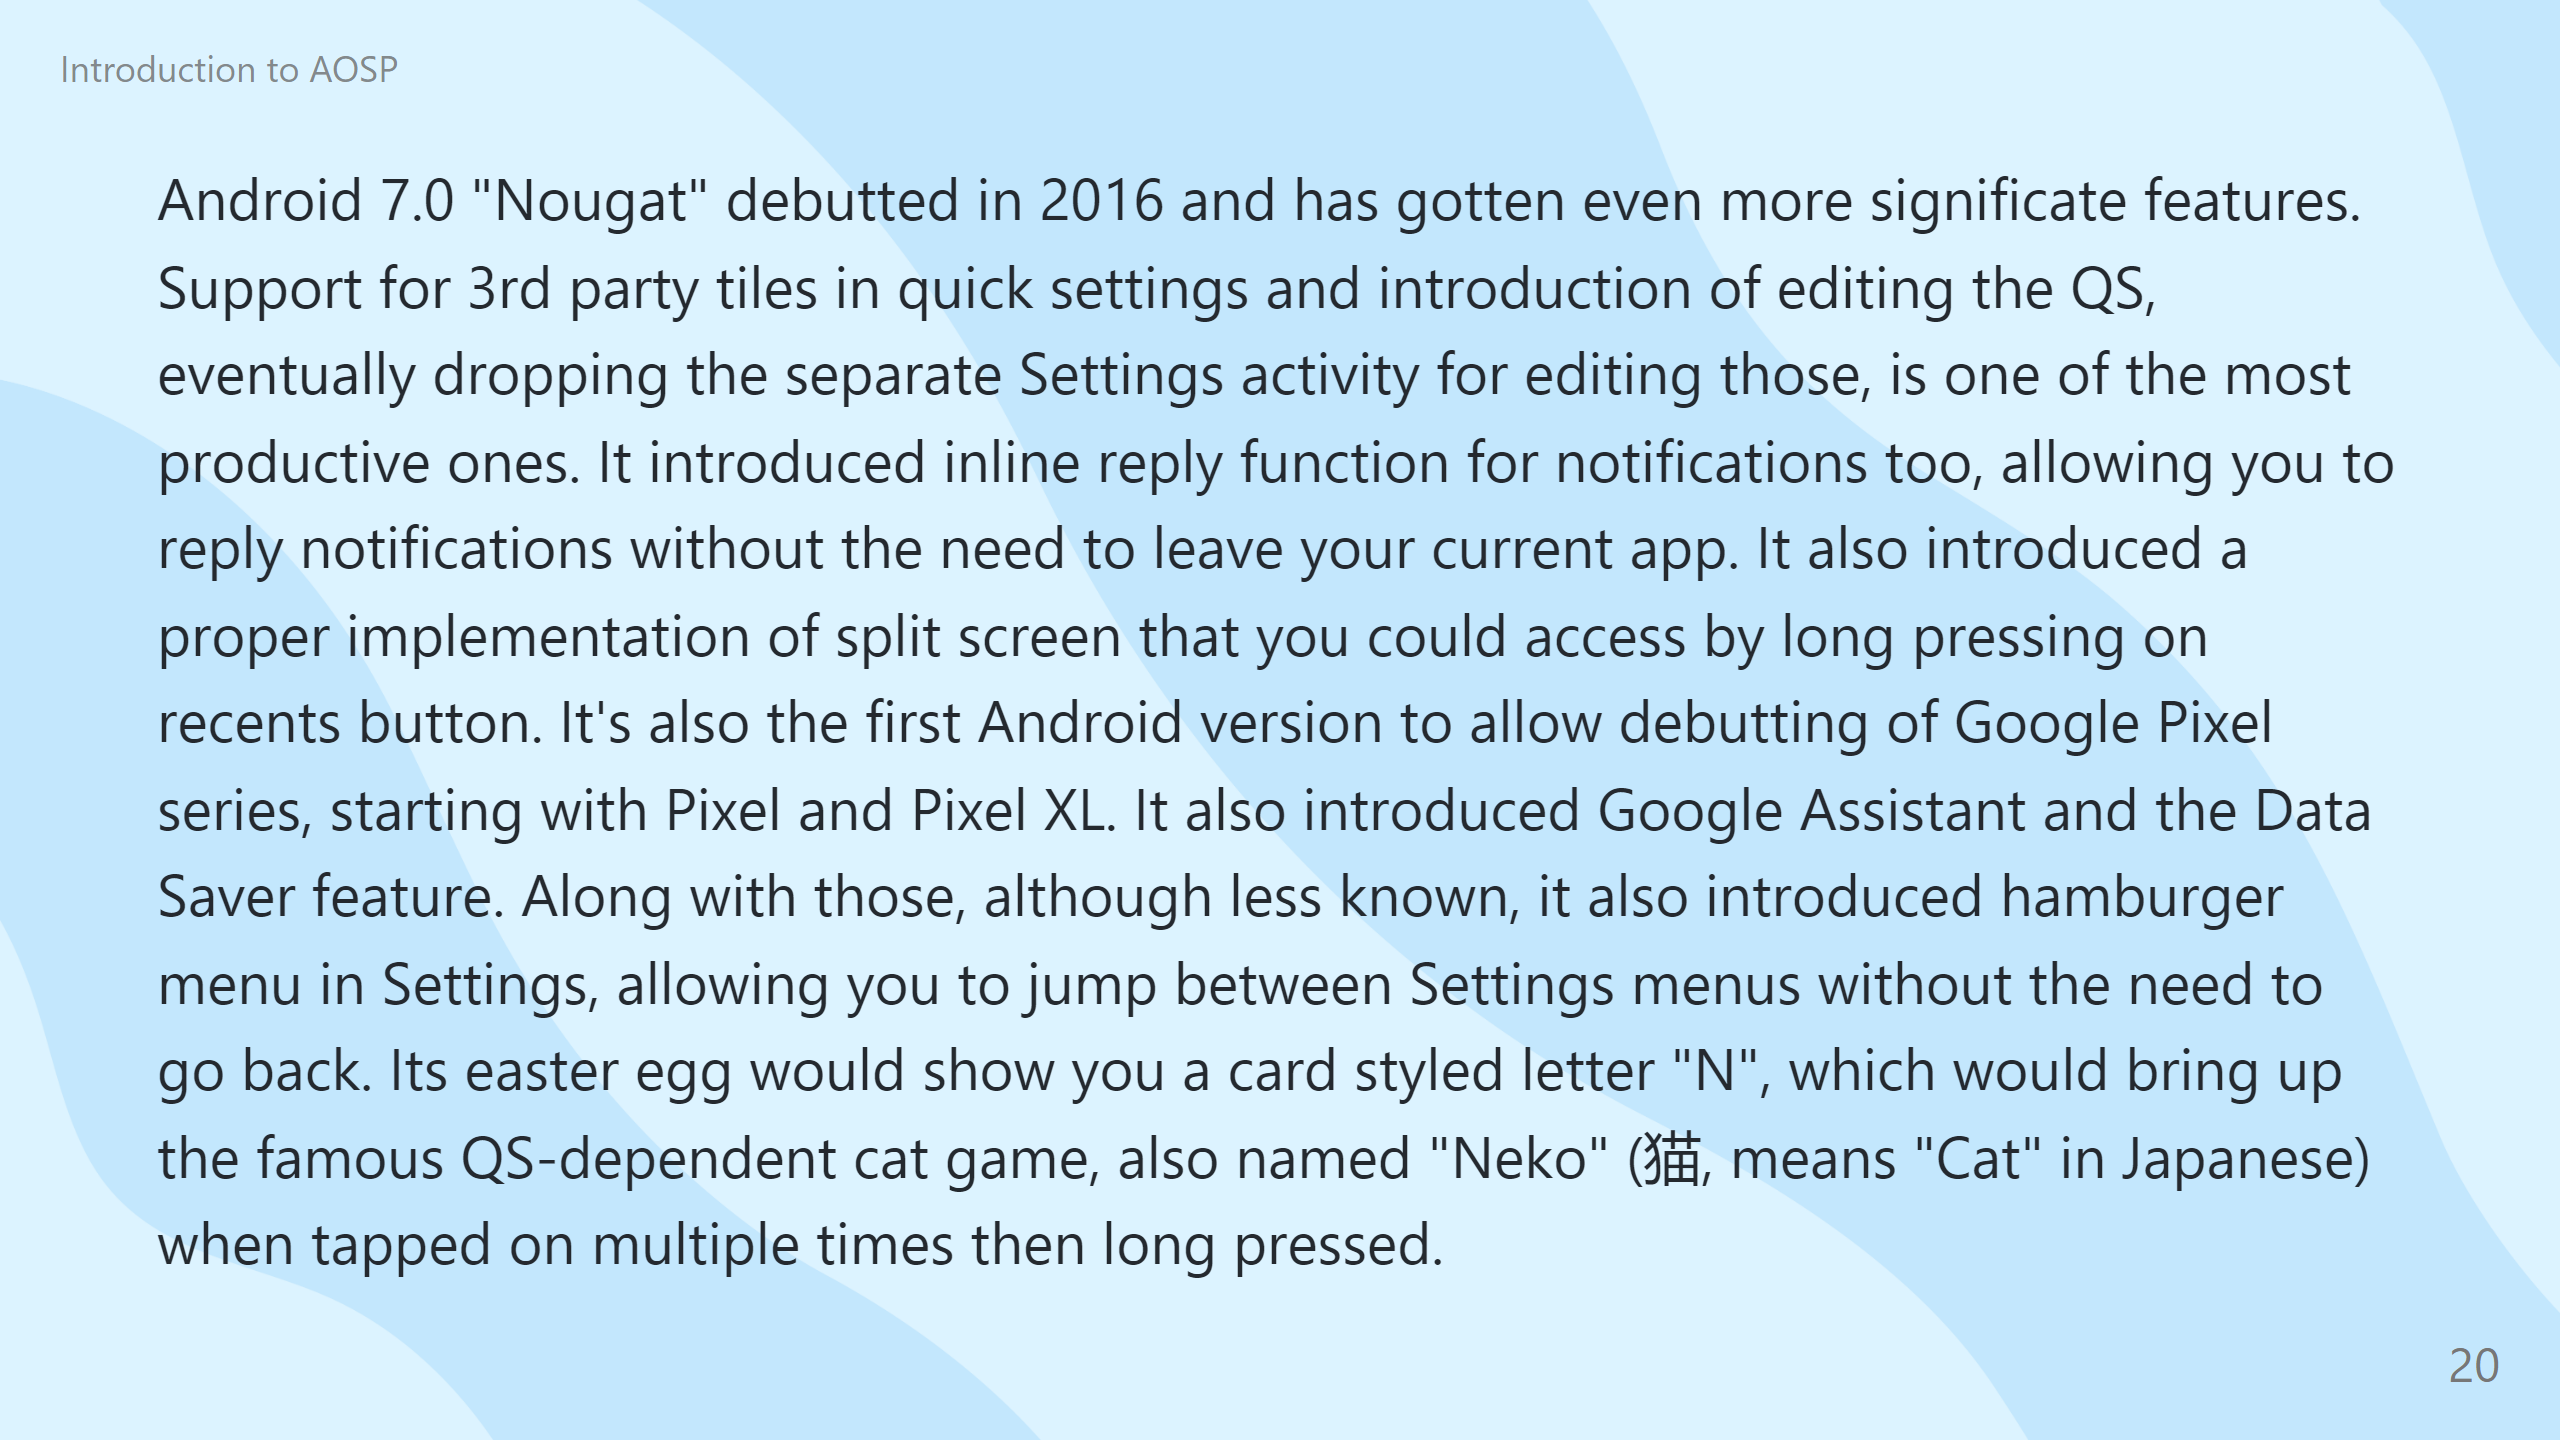 Introduction to AOSP
Android 7.0 "Nougat" debutted in 2016 and has gotten even more significate features.
Support for 3rd party tiles in quick settings and introduction of editing the QS,
eventually dropping the separate Settings activity for editing those, is one of the most
productive ones. It introduced inline reply function for notifications too, allowing you to
reply notifications without the need to leave your current app. It also introduced a
proper implementation of split screen that you could access by long pressing on
recents button. It's also the first Android version to allow debutting of Google Pixel
series, starting with Pixel and Pixel XL. It also introduced Google Assistant and the Data
Saver feature. Along with those, although less known, it also introduced hamburger
menu in Settings, allowing you to jump between Settings menus without the need to
go back. Its easter egg would show you a card styled letter "N", which would bring up
the famous QS-dependent cat game, also named "Neko" (猫, means "Cat" in Japanese)
when tapped on multiple times then long pressed.
20